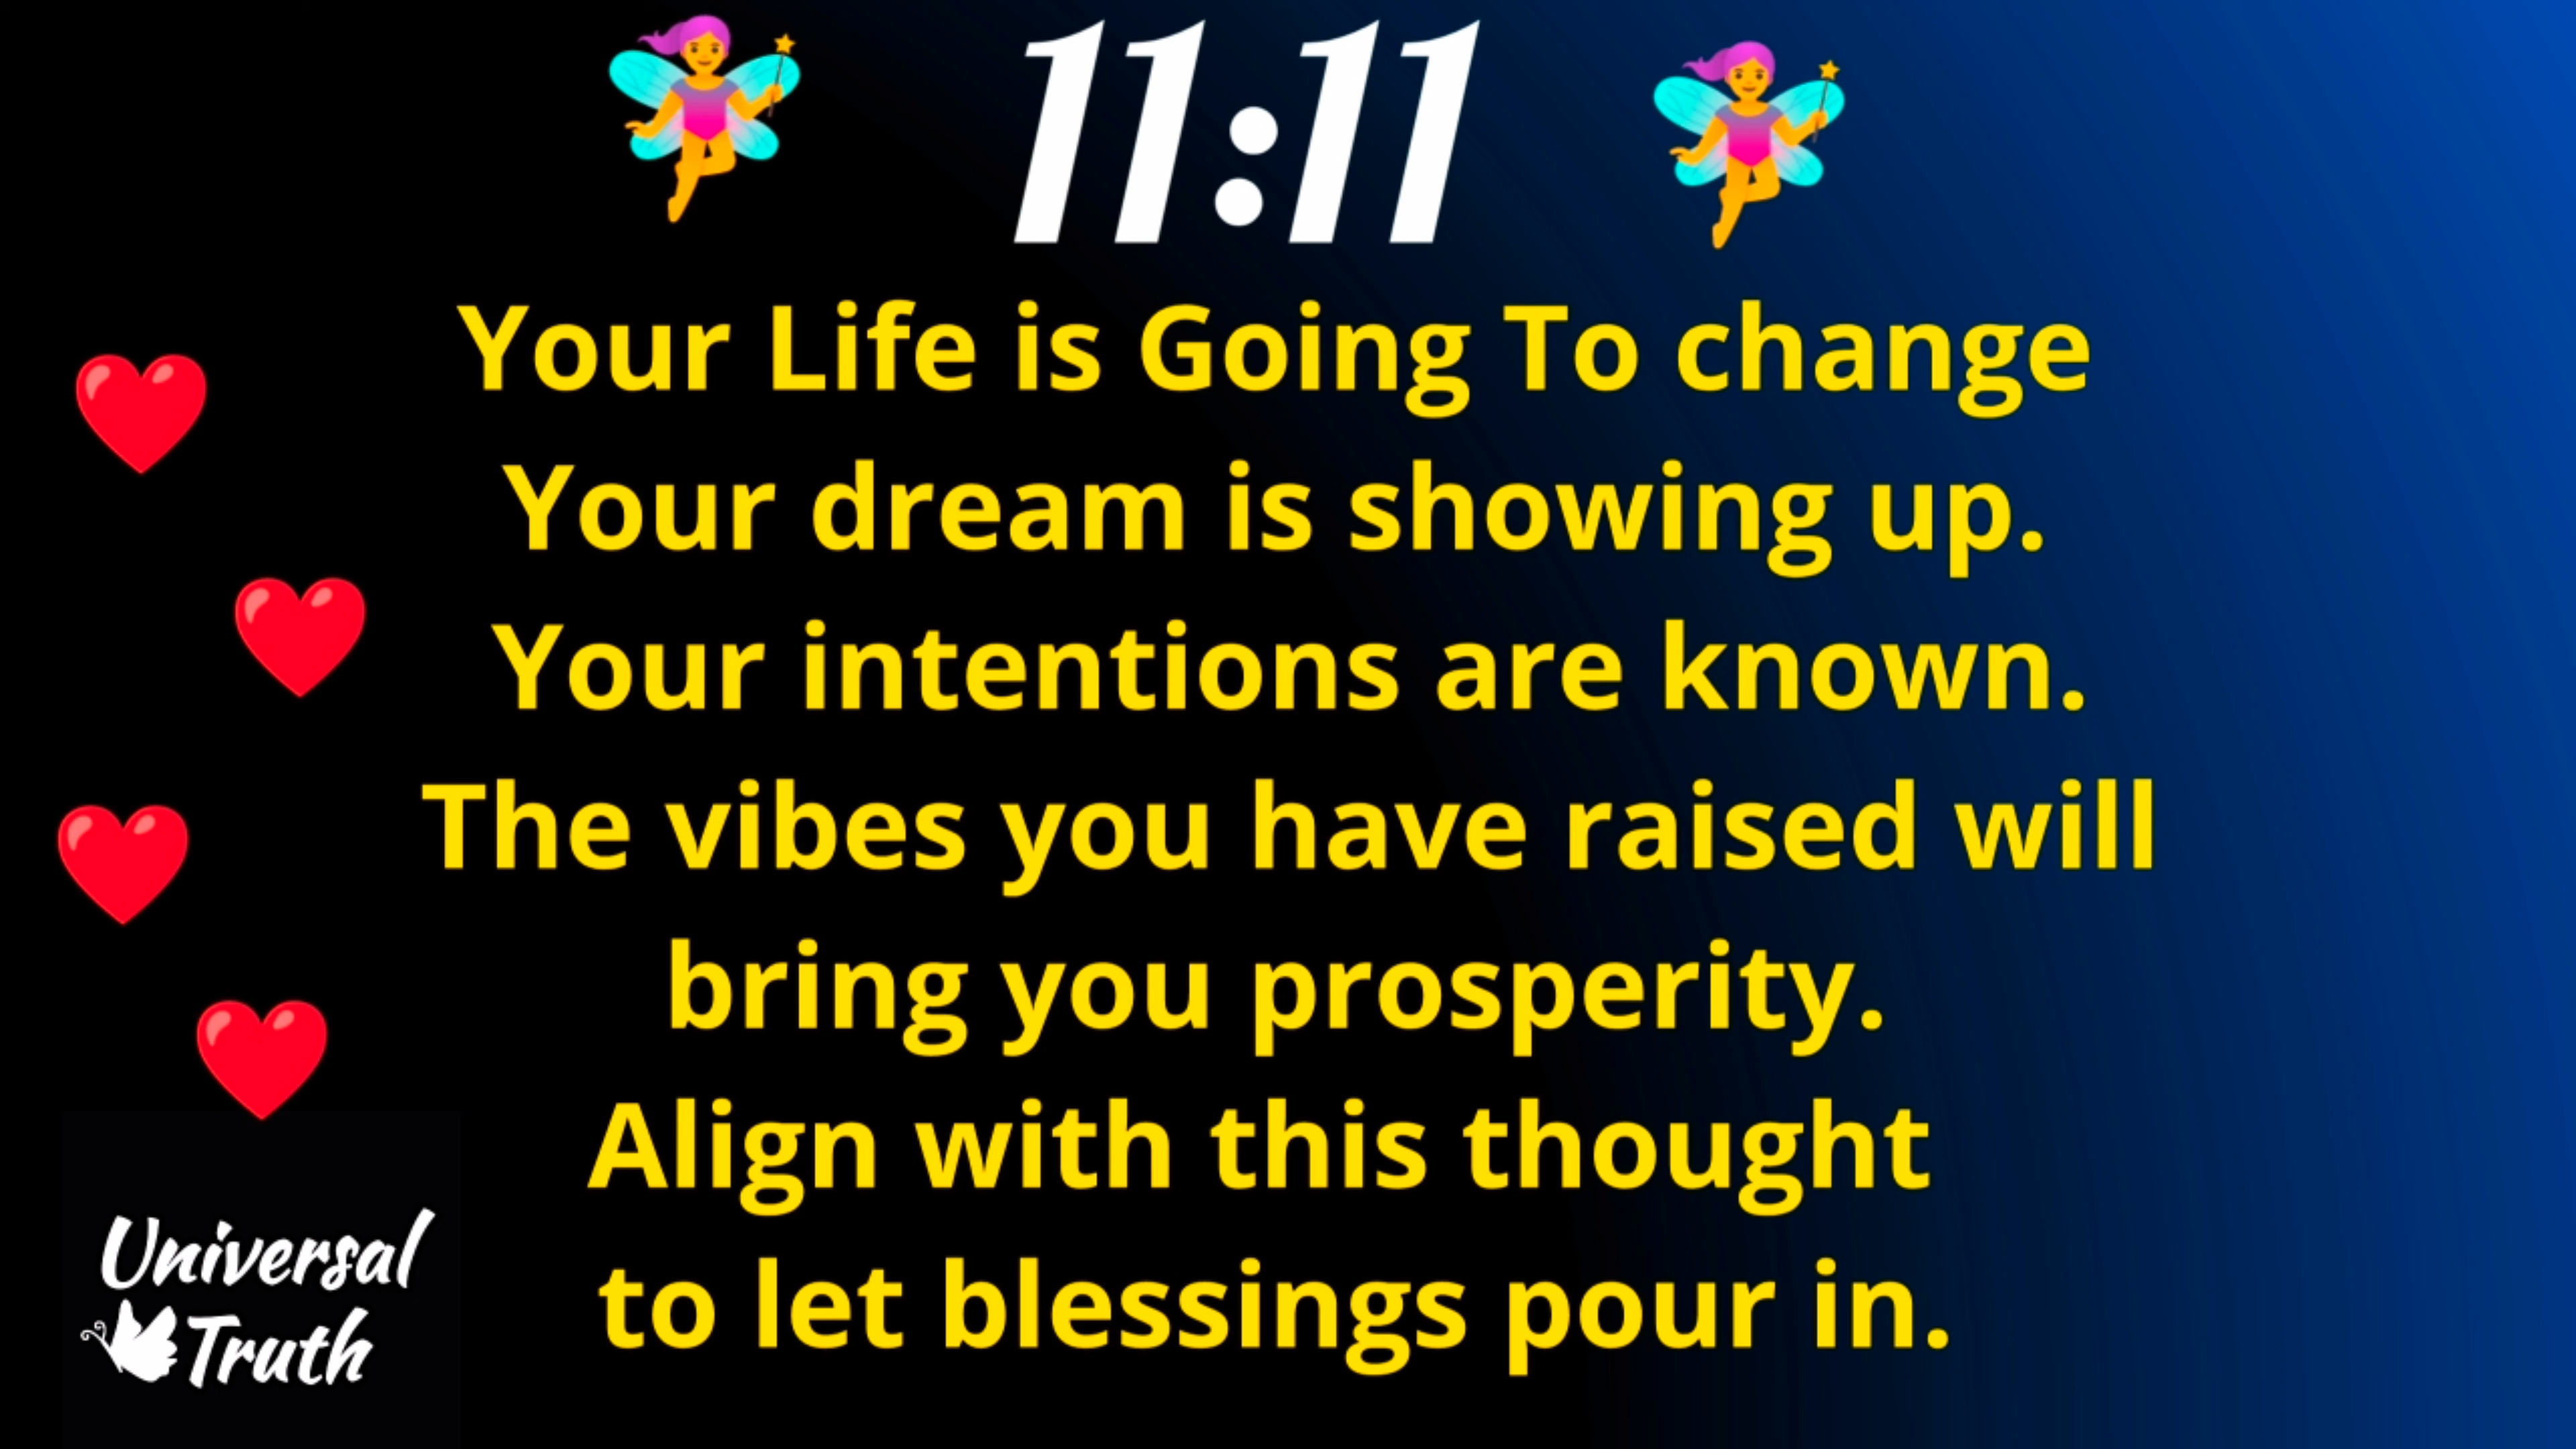 11:11
Your Life is Going To change
Your dream is showing up.
Your intentions are known.
The vibes you have raised will
bring you prosperity.
Align with this thought
to let blessings pour in.
Universal
Truth